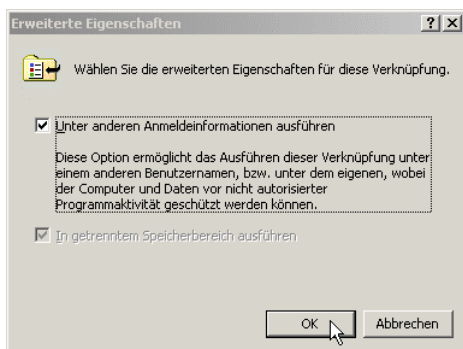 Erweiterte Eigenschaften
Wählen Sie die erweiterten Eigenschaften für diese Verknüpfung.
Unter anderen Anmeldeinformationen ausführen
Diese Option ermöglicht das Ausführen dieser Verknüpfung unter
einem anderen Benutzernamen, bzw. unter dem eigenen, wobei
der Computer und Daten vor nicht autorisierter
Programmaktivität geschützt werden können.
In getrenntem Speicherbereich ausführen
OK
Abbrechen